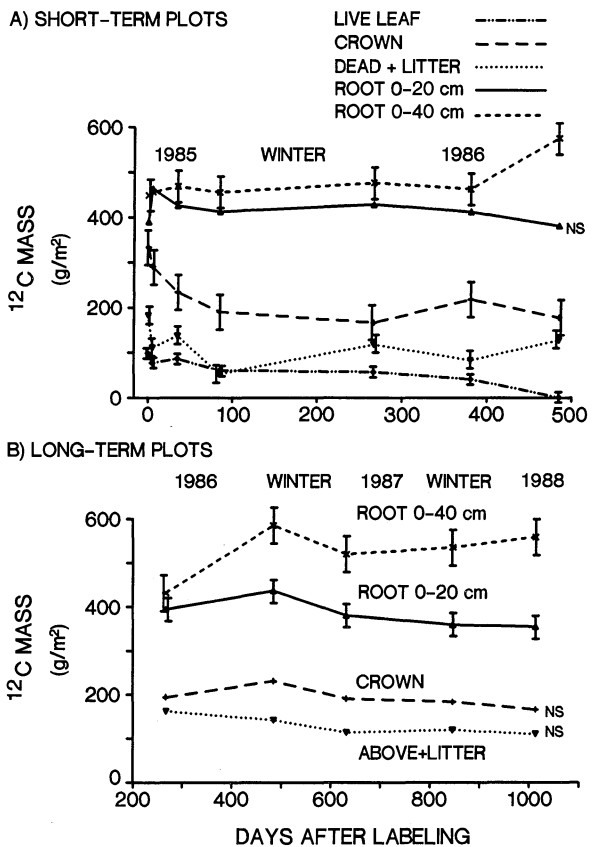 A) SHORT-TERM PLOTS
LIVE LEAF
CROWN
DEAD + LITTER
ROOT 0-20 cm
ROOT 0-40 cm
600
400
200
0
1985
WINTER
1986
NS
12C MASS
(g/m2)
0
100
200
300
400
500
B) LONG-TERM PLOTS
1986
WINTER
1987
WINTER
1988
600
400
200
0
ROOT 0-40 cm
ROOT 0-20 cm
CROWN
NS
NS
ABOVE+LITTER
12C MASS
(g/m2)
200
400
600
800
1000
DAYS AFTER LABELING